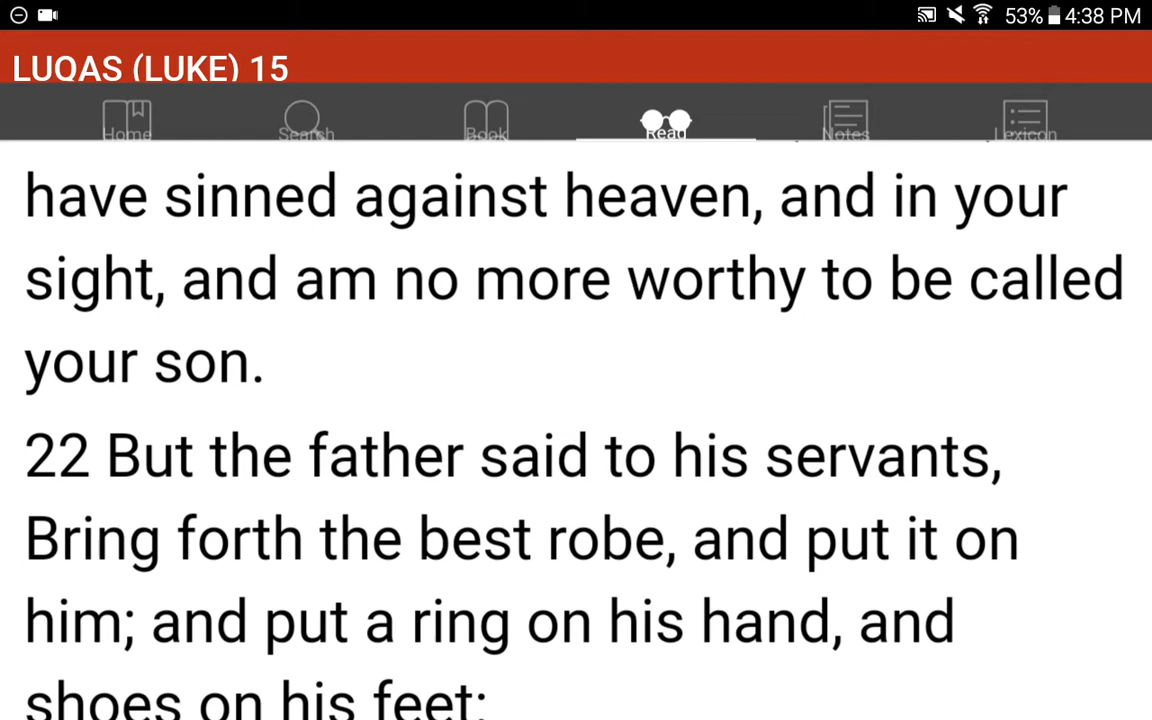 53% 4:38 PM
LUQAS (LUKE) 15
Home Search Book Read Notes Lexicon
have sinned against heaven, and in your
sight, and am no more worthy to be called
your son.
22 But the father said to his servants,
Bring forth the best robe, and put it on
him; and put a ring on his hand, and
shoes on his feet: